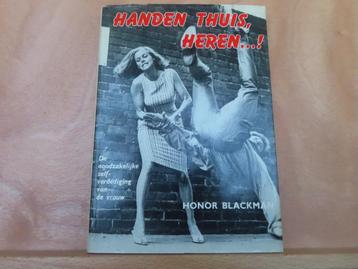 HANDEN THUIS,
HEREN...!
De
noodzakelijke
zelf-
verdediging
van
de vrouw
HONOR BLACKMAN